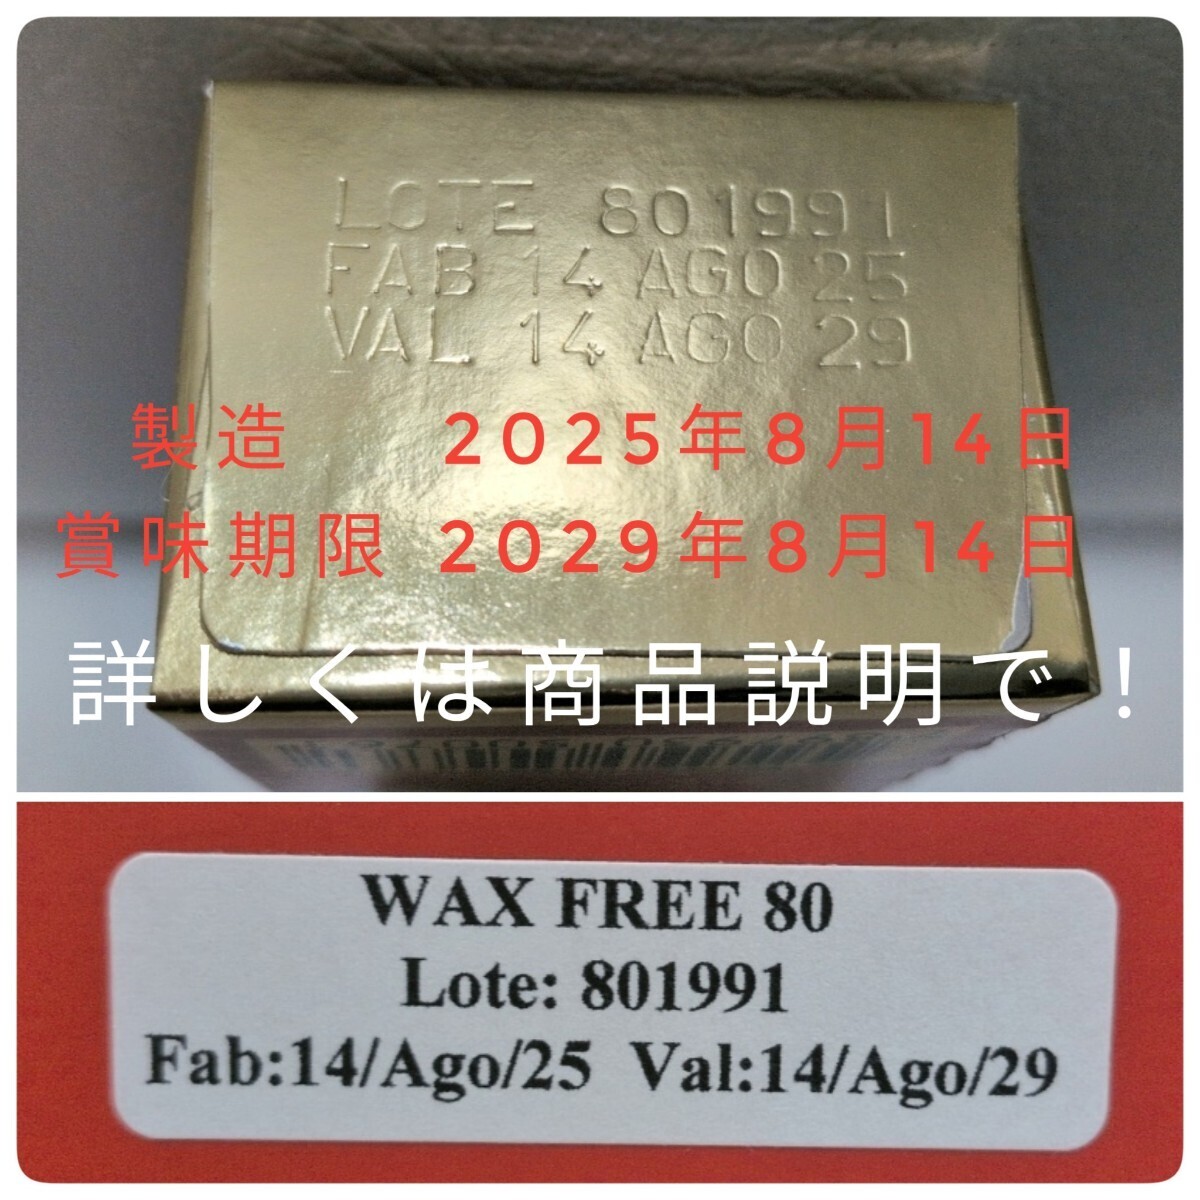 LOTE 801991
FAB 14 AGO 25
VAL 14 AGO 29
製造 2025年8月14日
賞味期限 2029年8月14日
詳しくは商品説明で！
WAX FREE 80
Lote: 801991
Fab:14/Ago/25 Val:14/Ago/29